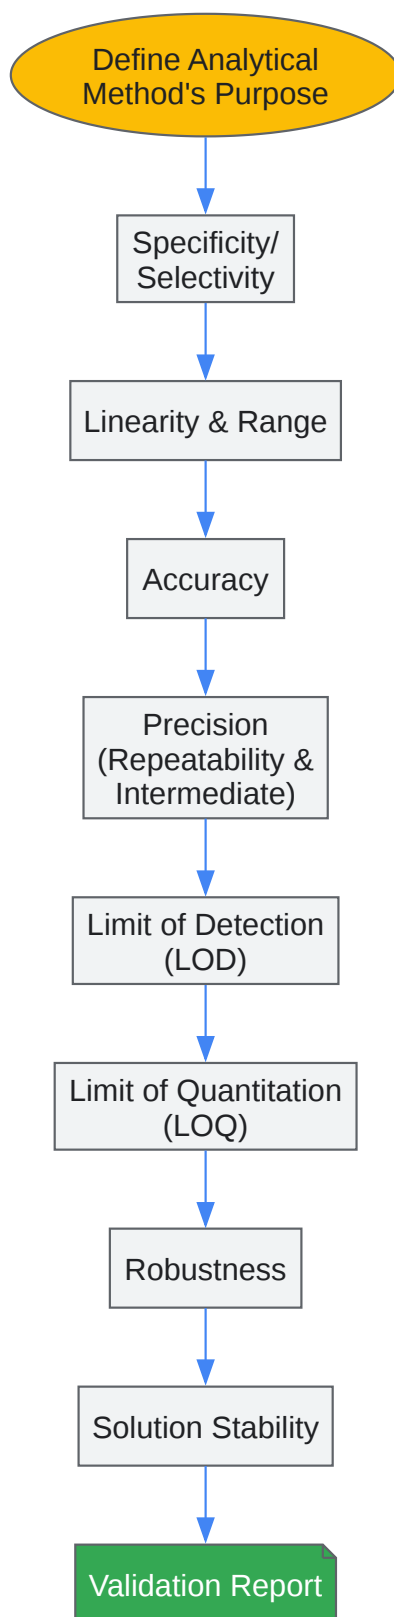 Define Analytical
Method's Purpose
Specificity/
Selectivity
Linearity & Range
Accuracy
Precision
(Repeatability &
Intermediate)
Limit of Detection
(LOD)
Limit of Quantitation
(LOQ)
Robustness
Solution Stability
Validation Report